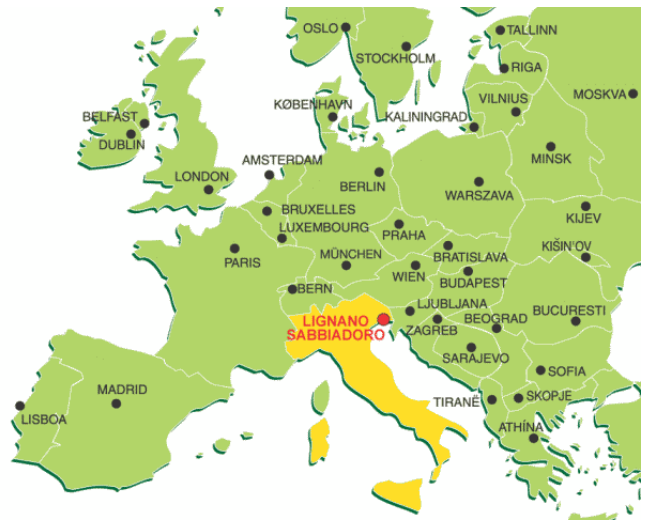 OSLO
TALLINN
STOCKHOLM
RIGA
MOSKVA
VILNIUS
KØBENHAVN
KALININGRAD
BELFAST
DUBLIN
MINSK
AMSTERDAM
LONDON
BERLIN
WARSZAVA
BRUXELLES
KIJEV
LUXEMBOURG
PRAHA
KIŠIN'OV
PARIS
MÜNCHEN
BRATISLAVA
WIEN
BUDAPEST
BERN
LJUBLJANA
BUCURESTI
LIGNANO
SABBIADORO
BEOGRAD
ZAGREB
SARAJEVO
SOFIA
MADRID
TIRANË
SKOPJE
LISBOA
ATHÍNA